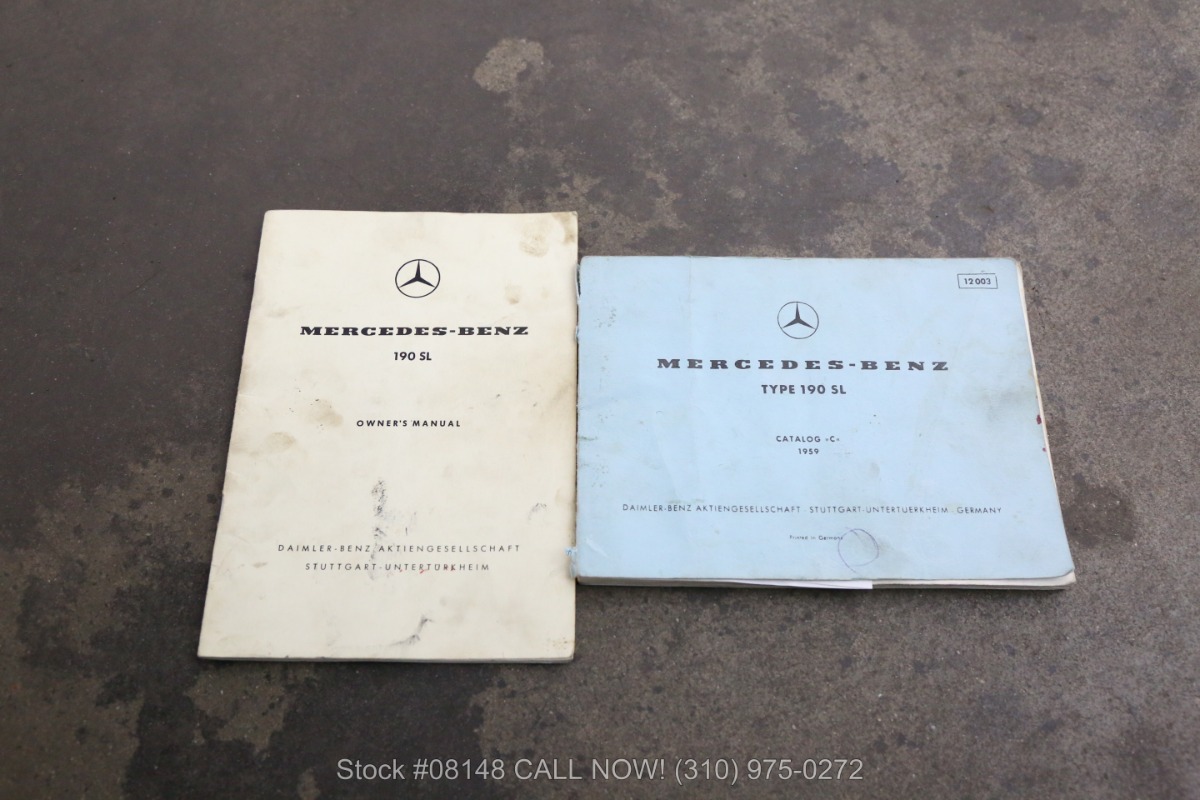 MERCEDES-BENZ
190 SL
OWNER'S MANUAL
DAIMLER-BENZ AKTIENGESELLSCHAFT
STUTTGART-UNTERTÜRKHEIM
12003
MERCEDES-BENZ
TYPE 190 SL
CATALOG »C«
1959
DAIMLER-BENZ AKTIENGESELLSCHAFT · STUTTGART-UNTERTUERKHEIM · GERMANY
Printed in Germany
Stock #08148 CALL NOW! (310) 975-0272